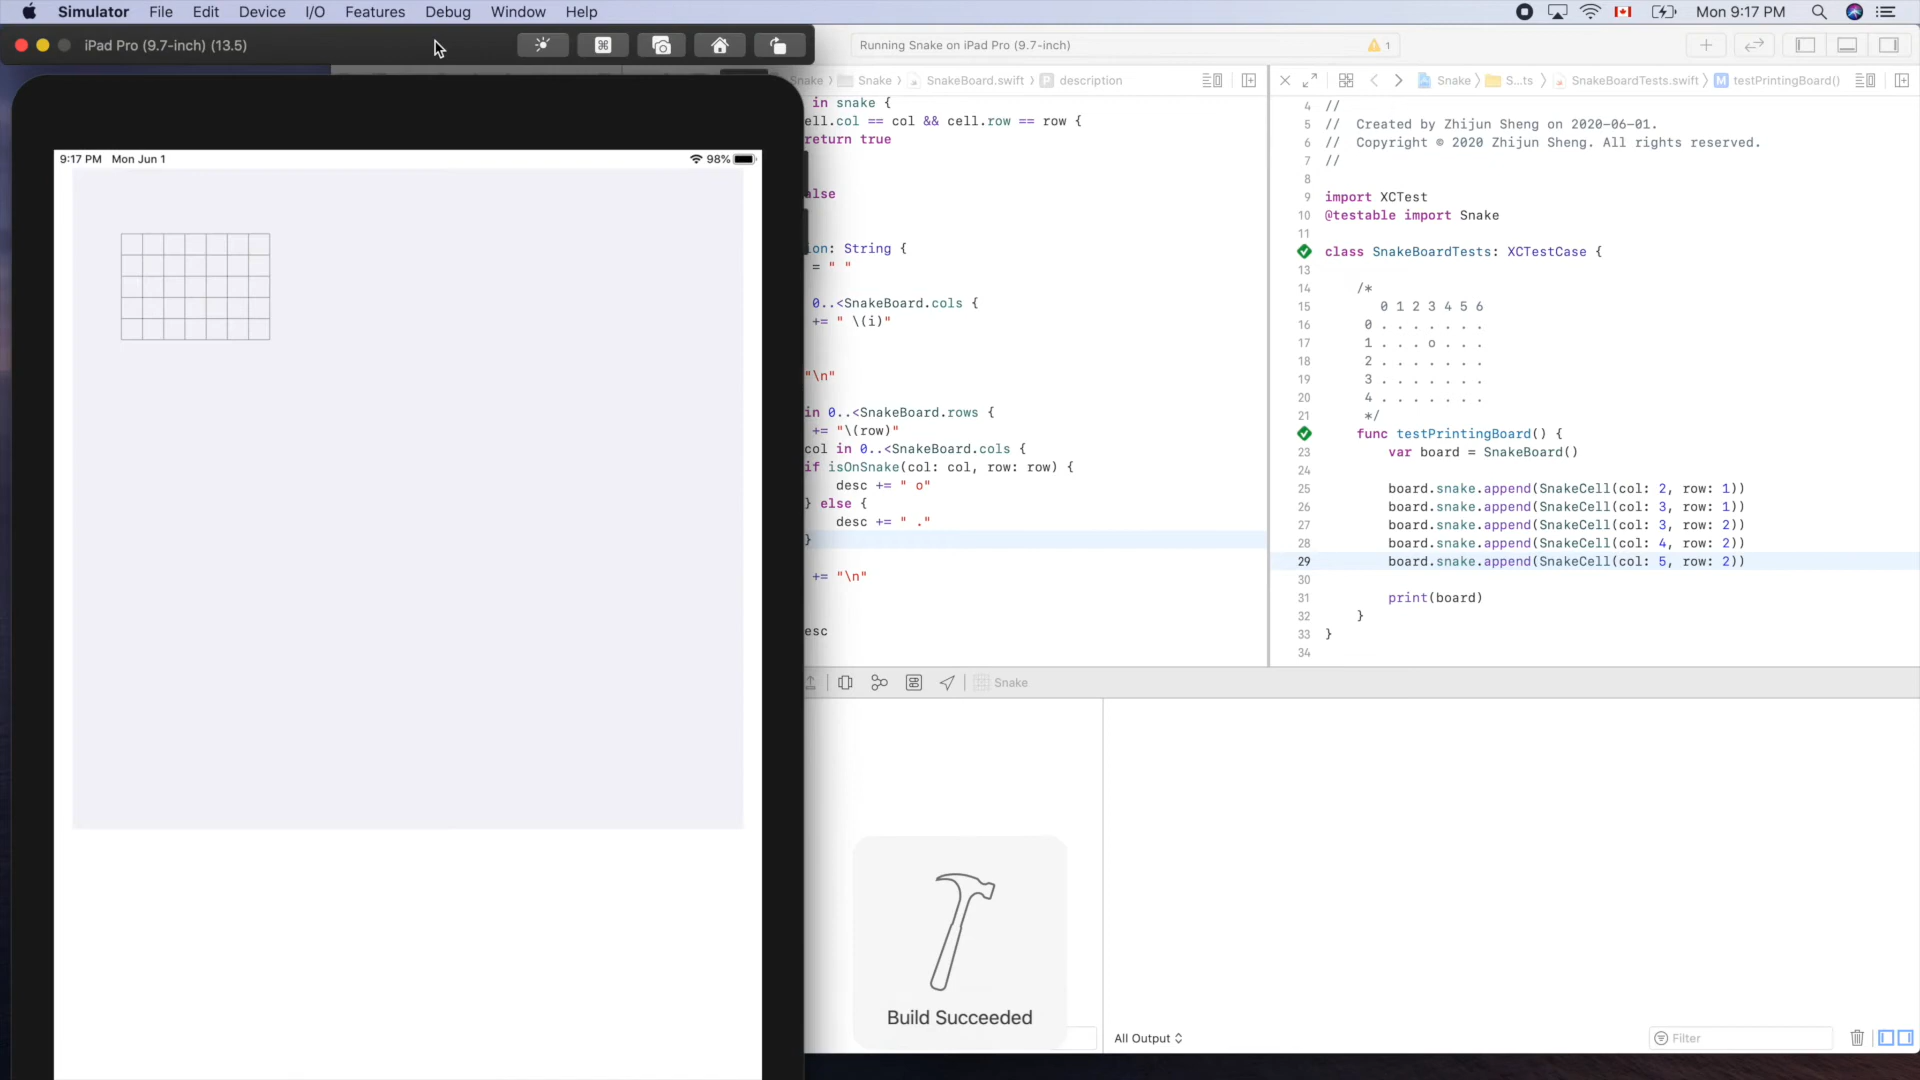 Simulator File Edit Device I/O Features Debug Window Help Mon 9:17 PM
iPad Pro (9.7-inch) (13.5)
Running Snake on iPad Pro (9.7-inch) 1
9:17 PM Mon Jun 1 98%
Snake Snake SnakeBoard.swift P description
in snake {
ell.col == col && cell.row == row {
return true
alse
ion: String {
= " "
0..<SnakeBoard.cols {
+= " \(i)"
"\n"
in 0..<SnakeBoard.rows {
+= "\(row)"
col in 0..<SnakeBoard.cols {
if isOnSnake(col: col, row: row) {
desc += " o"
} else {
desc += " ."
}
+= "\n"
esc
Snake S...ts SnakeBoardTests.swift M testPrintingBoard()
4 //
5 // Created by Zhijun Sheng on 2020-06-01.
6 // Copyright © 2020 Zhijun Sheng. All rights reserved.
7 //
8
9 import XCTest
10 @testable import Snake
11
class SnakeBoardTests: XCTestCase {
13
14 /*
15 0 1 2 3 4 5 6
16 0 . . . . . . .
17 1 . . . o . . .
18 2 . . . . . . .
19 3 . . . . . . .
20 4 . . . . . . .
21 */
func testPrintingBoard() {
23 var board = SnakeBoard()
24
25 board.snake.append(SnakeCell(col: 2, row: 1))
26 board.snake.append(SnakeCell(col: 3, row: 1))
27 board.snake.append(SnakeCell(col: 3, row: 2))
28 board.snake.append(SnakeCell(col: 4, row: 2))
29 board.snake.append(SnakeCell(col: 5, row: 2))
30
31 print(board)
32 }
33 }
34
Snake
Build Succeeded
All Output
Filter